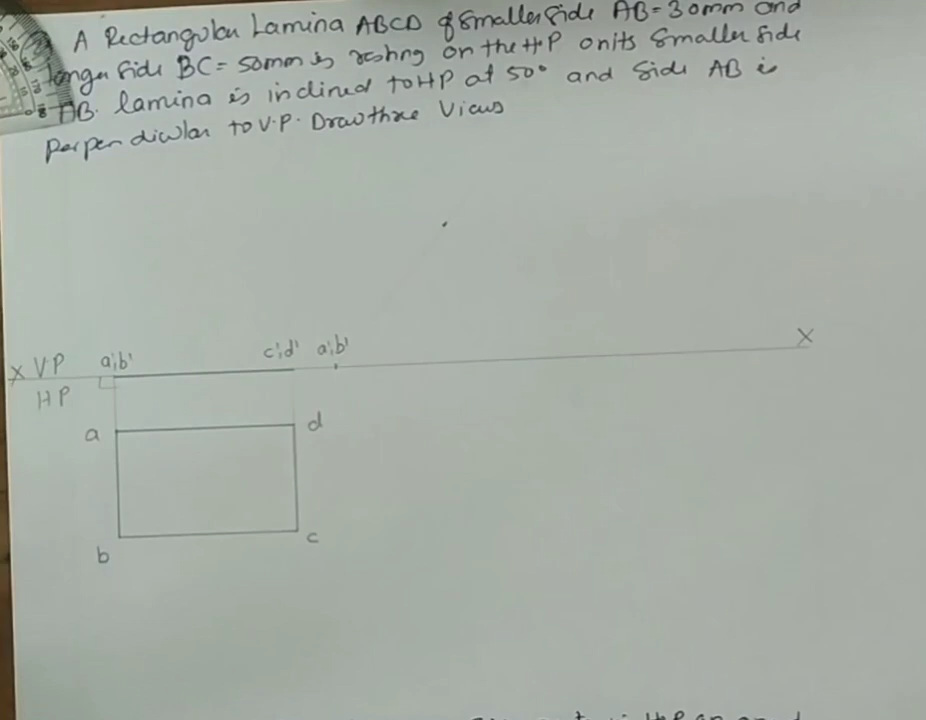 A Rectangular Lamina ABCD of Smaller Side AB=30mm and
longer Side BC= 50mm is resting on the H.P on its Smaller side
AB. lamina is inclined to HP at 50° and Side AB is
perpendicular to V.P. Draw three Views
X
X VP a',b' c',d' a',b'
HP
a d
b c